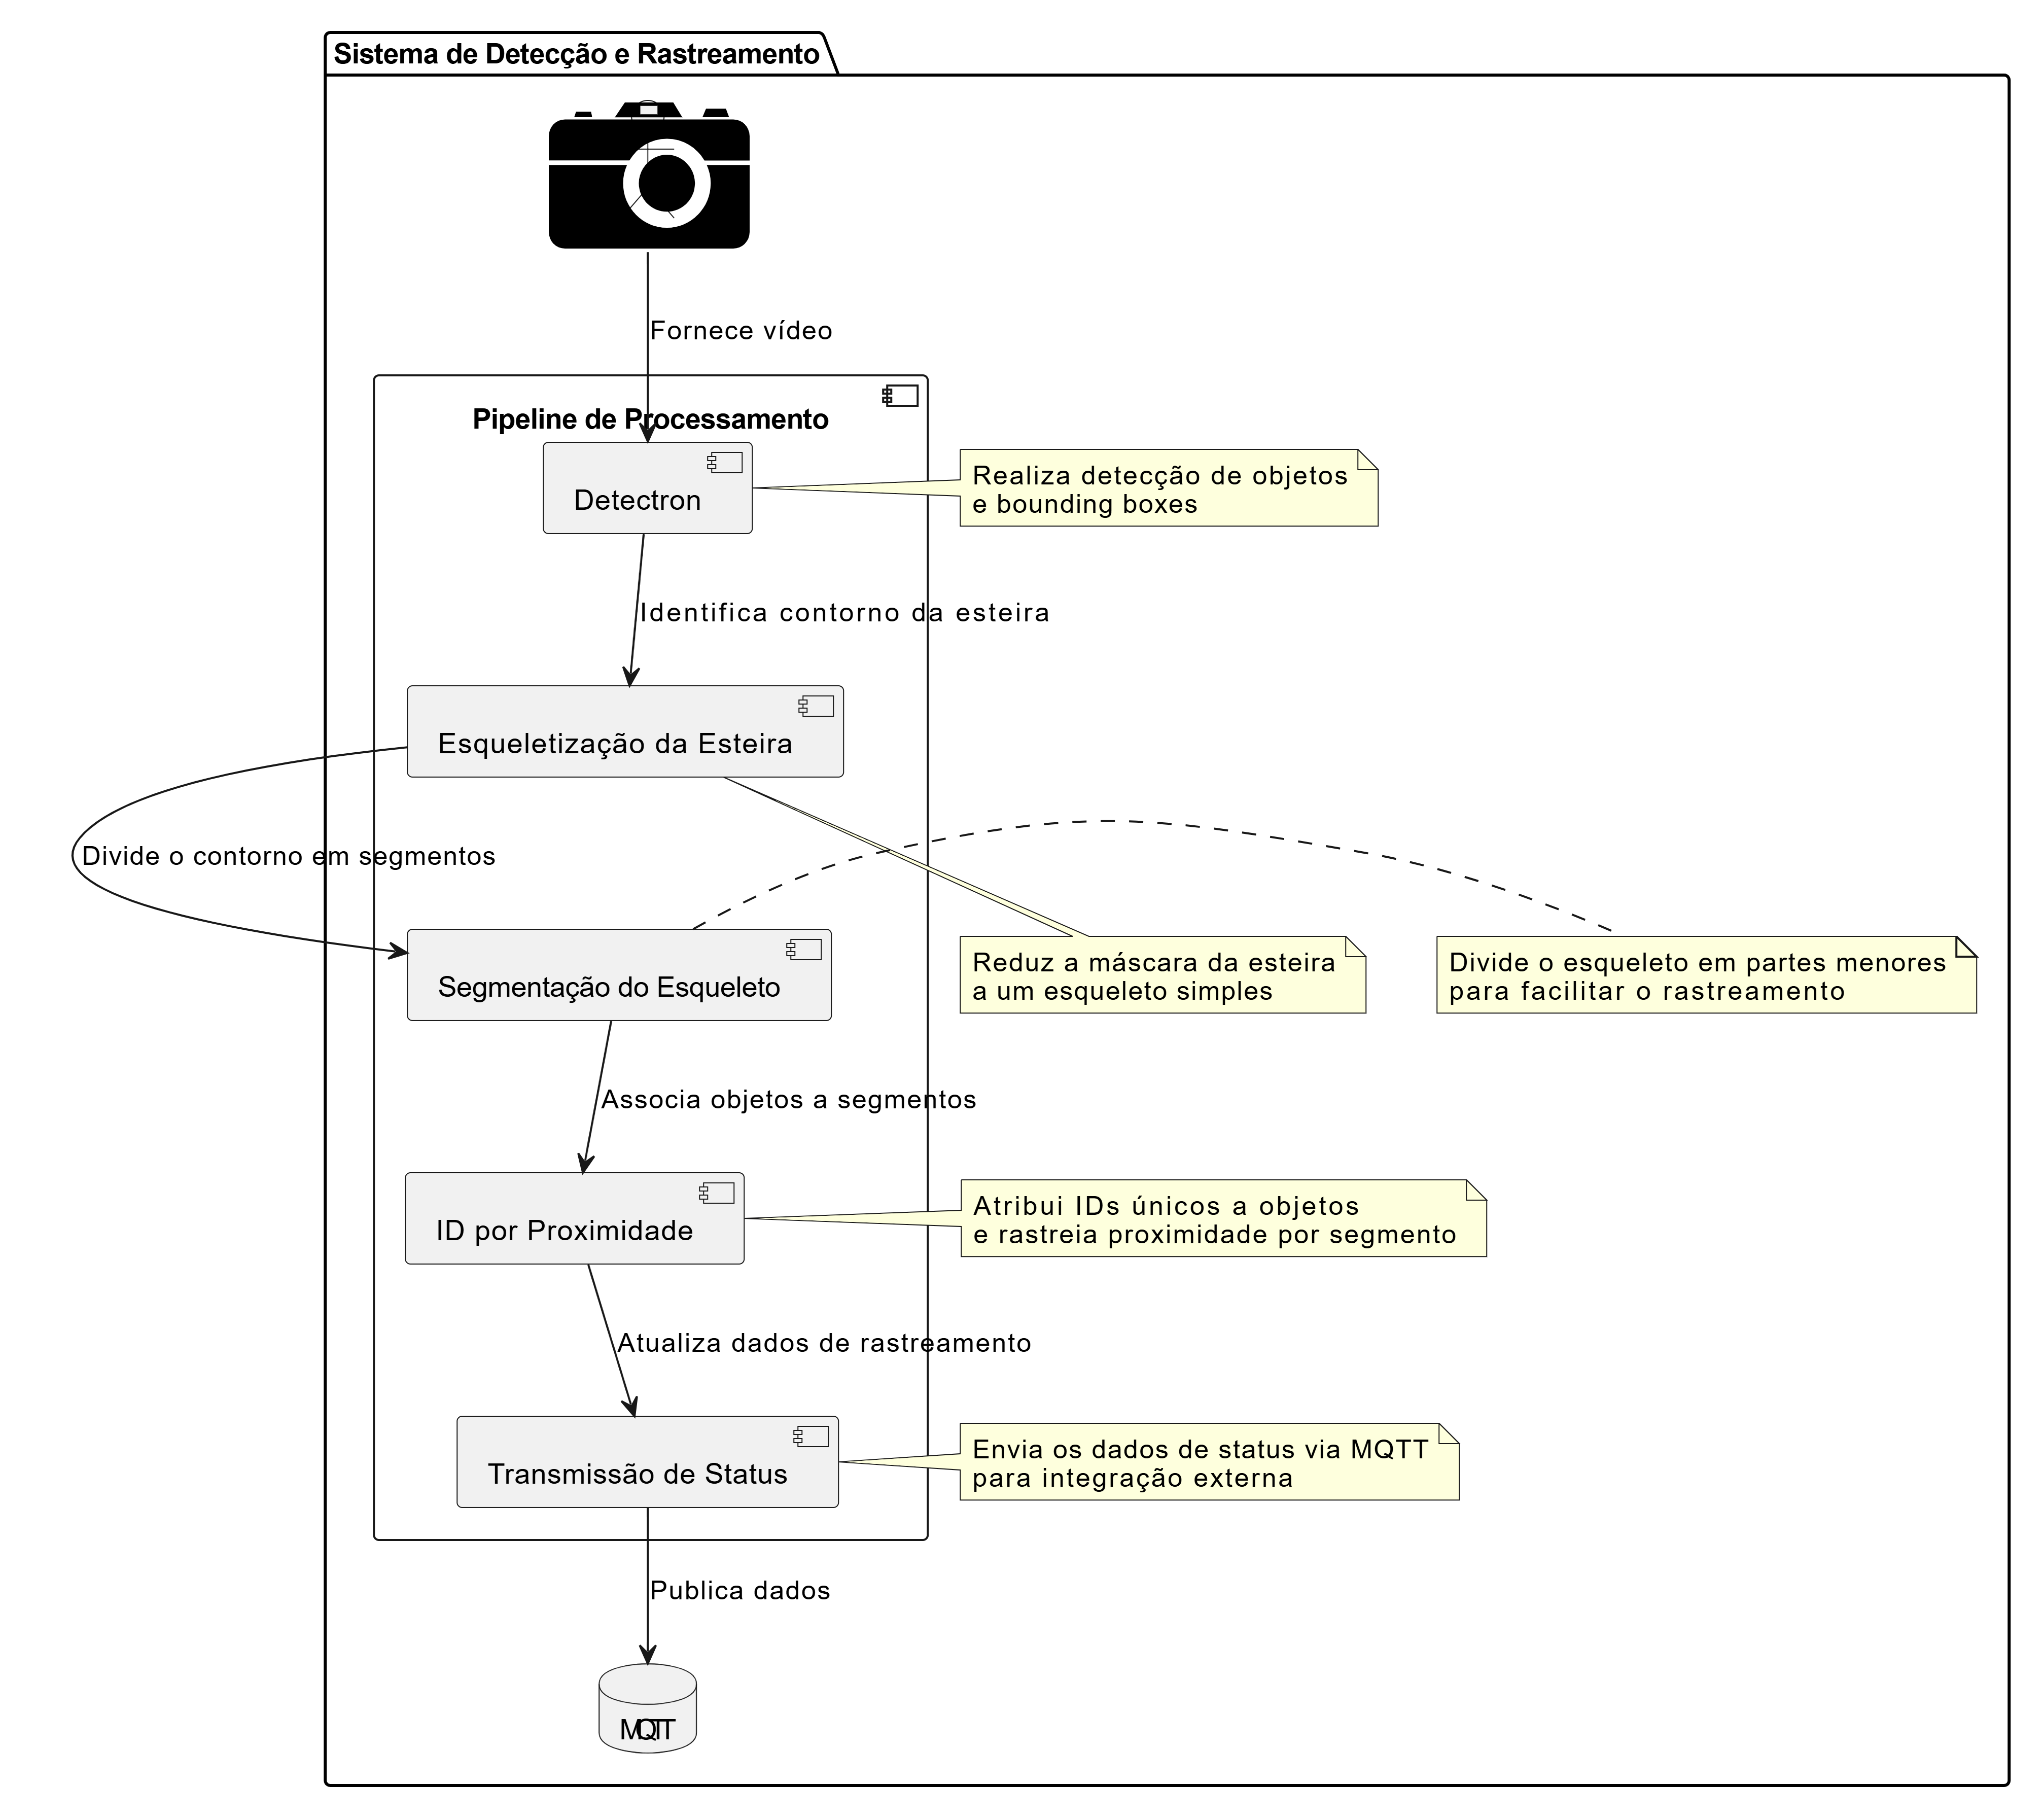 Sistema de Detecção e Rastreamento
Fornece vídeo
Pipeline de Processamento
Detectron
Realiza detecção de objetos
e bounding boxes
Identifica contorno da esteira
Esqueletização da Esteira
Divide o contorno em segmentos
Segmentação do Esqueleto
Reduz a máscara da esteira
a um esqueleto simples
Divide o esqueleto em partes menores
para facilitar o rastreamento
Associa objetos a segmentos
ID por Proximidade
Atribui IDs únicos a objetos
e rastreia proximidade por segmento
Atualiza dados de rastreamento
Transmissão de Status
Envia os dados de status via MQTT
para integração externa
Publica dados
MQTT